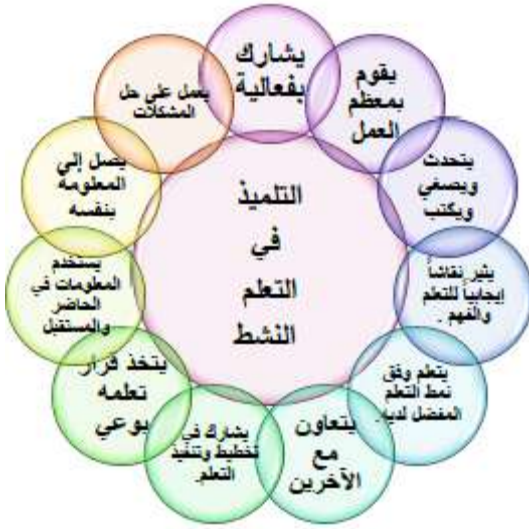 التلميذ
في
التعلم
النشط
يشارك
بفعالية
يقوم
بمعظم
العمل
يتحدث
ويصغي
ويكتب
يثير نقاشاً
إيجابياً للتعلم
والفهم .
يتعلم وفق
نمط التعلم
المفضل لديه.
يتعاون
مع
الآخرين
يشارك في
تخطيط وتنفيذ
التعلم.
يتخذ قرار
تعلمه
بوعي
يستخدم
المعلومات في
الحاضر
والمستقبل
يصل إلي
المعلومه
بنفسه
يعمل على حل
المشكلات